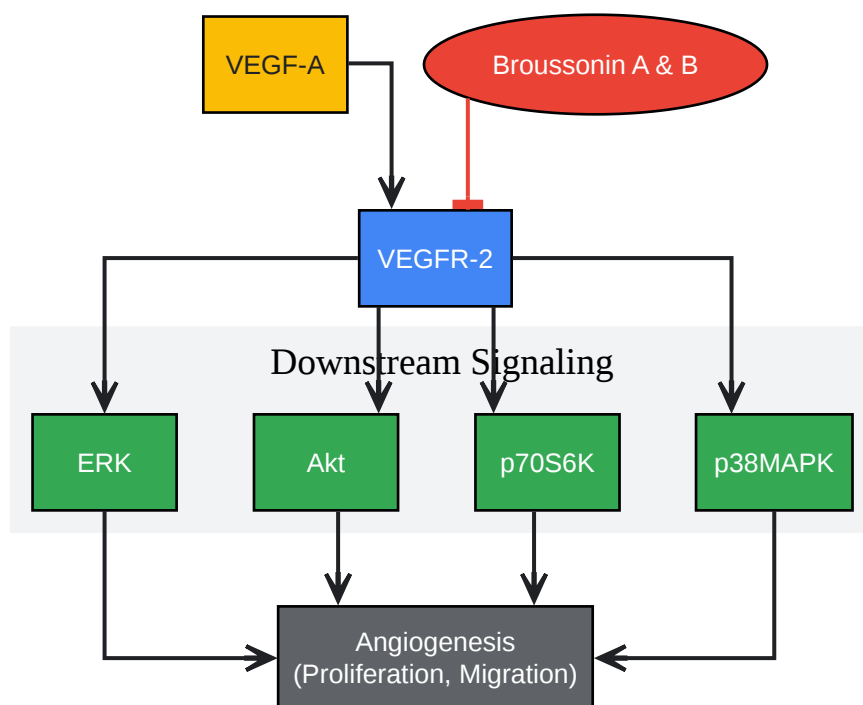 VEGF-A
Broussonin A & B
VEGFR-2
Downstream Signaling
ERK
Akt
p70S6K
p38MAPK
Angiogenesis
(Proliferation, Migration)